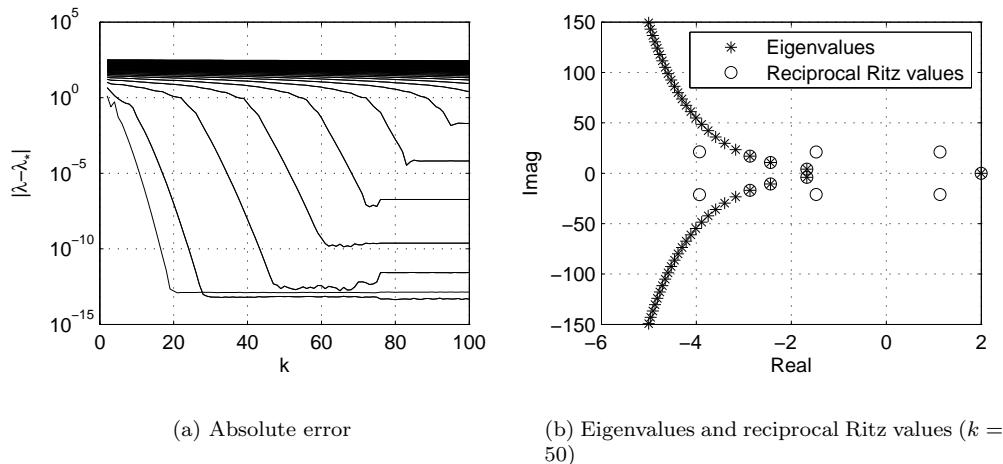 10^5
10^0
10^−5
10^−10
10^−15
|λ−λ_*|
0 20 40 60 80 100
k
(a) Absolute error
150
100
50
0
−50
−100
−150
Imag
Eigenvalues
Reciprocal Ritz values
−6 −4 −2 0 2
Real
(b) Eigenvalues and reciprocal Ritz values (k =
50)